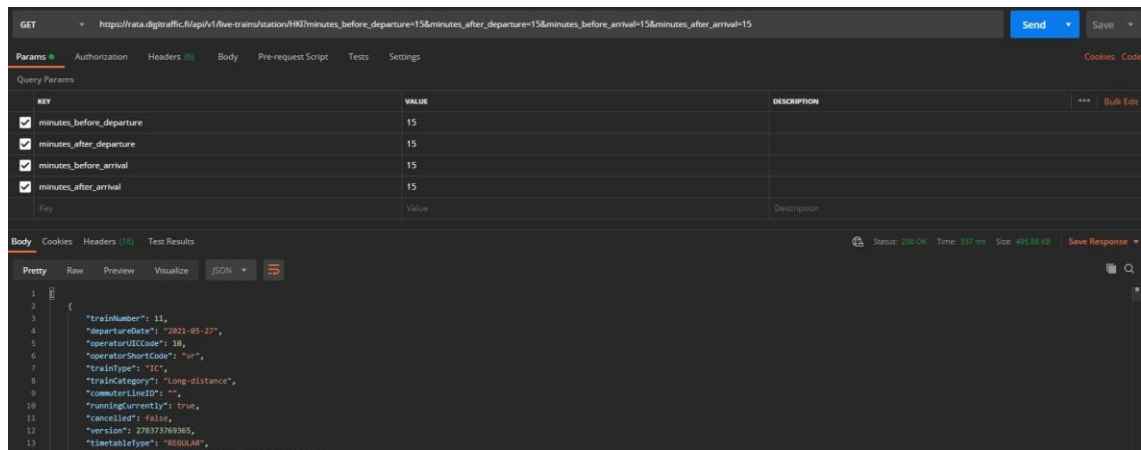 GET https://rata.digitraffic.fi/api/v1/live-trains/station/HKI?minutes_before_departure=15&minutes_after_departure=15&minutes_before_arrival=15&minutes_after_arrival=15 Send Save
Params Authorization Headers (6) Body Pre-request Script Tests Settings Cookies Code
Query Params
KEY VALUE DESCRIPTION ••• Bulk Edit
minutes_before_departure 15
minutes_after_departure 15
minutes_before_arrival 15
minutes_after_arrival 15
Key Value Description
Body Cookies Headers (16) Test Results Status: 200 OK Time: 337 ms Size: 495.88 KB Save Response
Pretty Raw Preview Visualize JSON
1 [
2 {
3 "trainNumber": 11,
4 "departureDate": "2021-05-27",
5 "operatorUICCode": 10,
6 "operatorShortCode": "vr",
7 "trainType": "IC",
8 "trainCategory": "Long-distance",
9 "commuterLineID": "",
10 "runningCurrently": true,
11 "cancelled": false,
12 "version": 278373769365,
13 "timetableType": "REGULAR",